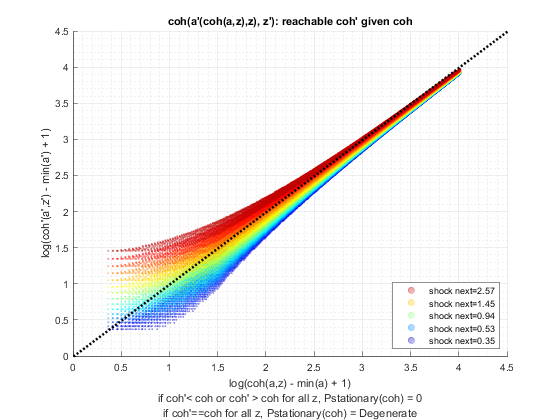 coh(a'(coh(a,z),z), z'): reachable coh' given coh
4.5
4
3.5
3
2.5
2
1.5
1
0.5
0
log(coh'(a',z') - min(a') + 1)
shock next=2.57
shock next=1.45
shock next=0.94
shock next=0.53
shock next=0.35
0 0.5 1 1.5 2 2.5 3 3.5 4 4.5
log(coh(a,z) - min(a) + 1)
if coh'< coh or coh' > coh for all z, Pstationary(coh) = 0
if coh'==coh for all z, Pstationary(coh) = Degenerate